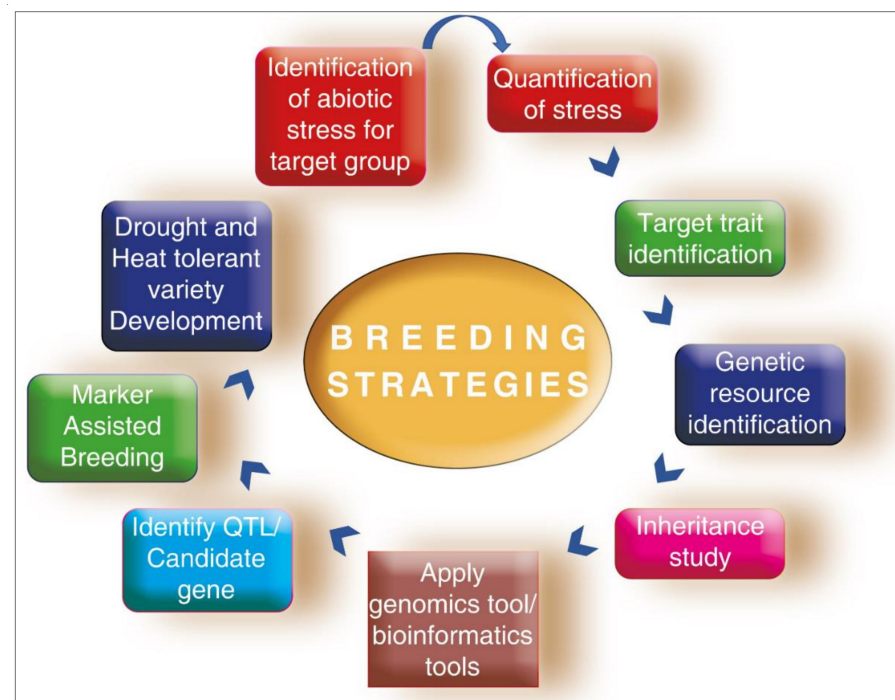 Identification
of abiotic
stress for
target group
Quantification
of stress
Target trait
identification
Genetic
resource
identification
Inheritance
study
Apply
genomics tool/
bioinformatics
tools
Identify QTL/
Candidate
gene
Marker
Assisted
Breeding
Drought and
Heat tolerant
variety
Development
BREEDING
STRATEGIES